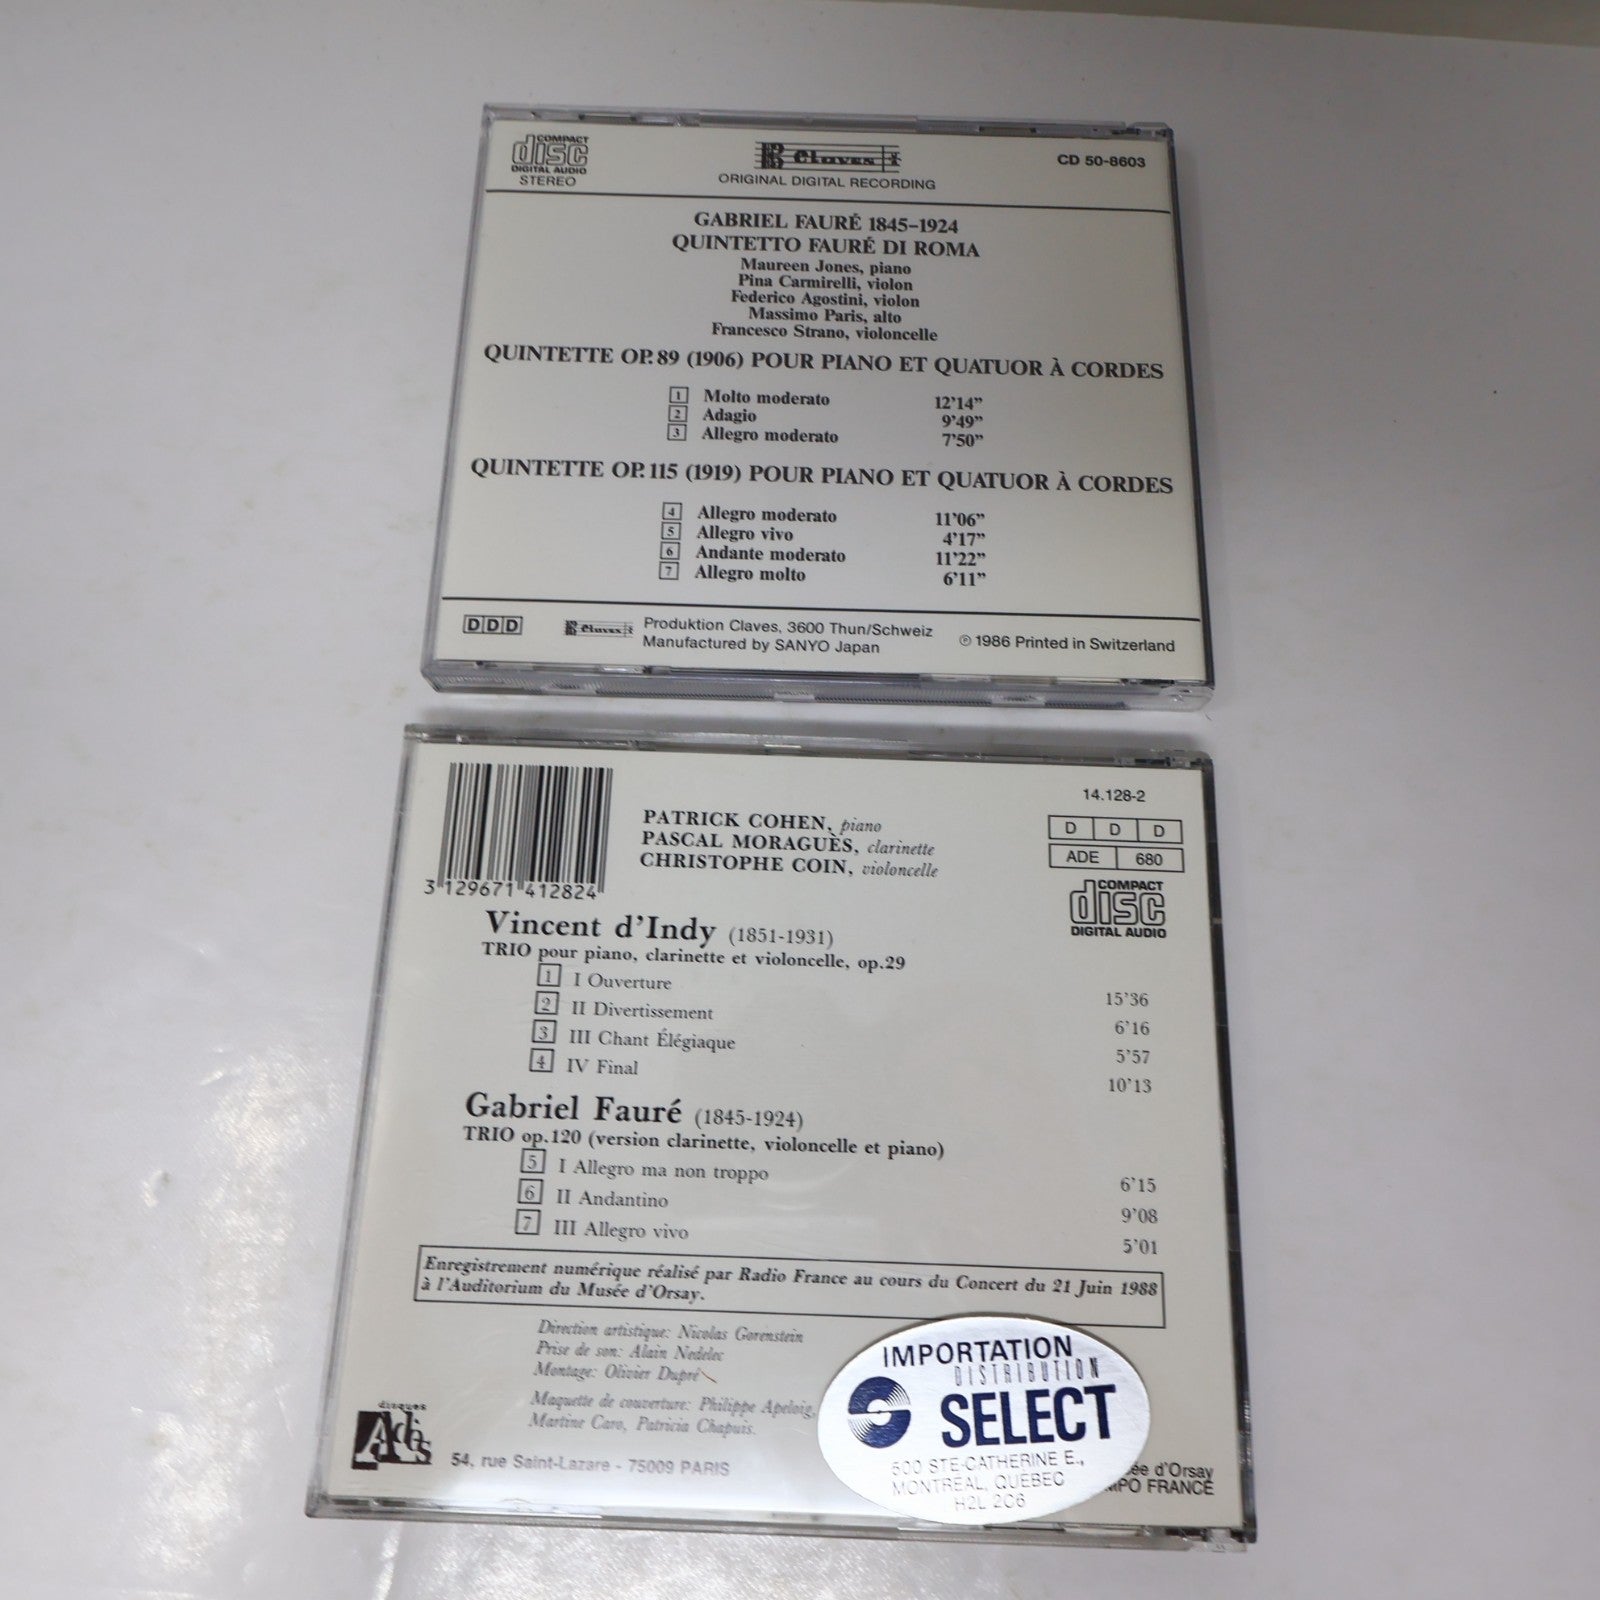 COMPACT
disc
DIGITAL AUDIO
STEREO
Claves
ORIGINAL DIGITAL RECORDING
CD 50-8603
GABRIEL FAURÉ 1845–1924
QUINTETTO FAURÉ DI ROMA
Maureen Jones, piano
Pina Carmirelli, violon
Federico Agostini, violon
Massimo Paris, alto
Francesco Strano, violoncelle
QUINTETTE OP. 89 (1906) POUR PIANO ET QUATUOR À CORDES
1 Molto moderato 12’14”
2 Adagio 9’49”
3 Allegro moderato 7’50”
QUINTETTE OP. 115 (1919) POUR PIANO ET QUATUOR À CORDES
4 Allegro moderato 11’06”
5 Allegro vivo 4’17”
6 Andante moderato 11’22”
7 Allegro molto 6’11”
DDD
Claves
Produktion Claves, 3600 Thun/Schweiz
Manufactured by SANYO Japan
℗ 1986 Printed in Switzerland
3 129671 412824
PATRICK COHEN, piano
PASCAL MORAGUÈS, clarinette
CHRISTOPHE COIN, violoncelle
14.128-2
D D D
ADE 680
COMPACT
disc
DIGITAL AUDIO
Vincent d'Indy (1851-1931)
TRIO pour piano, clarinette et violoncelle, op.29
1 I Ouverture 15'36
2 II Divertissement 6'16
3 III Chant Élégiaque 5'57
4 IV Final 10'13
Gabriel Fauré (1845-1924)
TRIO op.120 (version clarinette, violoncelle et piano)
5 I Allegro ma non troppo 6'15
6 II Andantino 9'08
7 III Allegro vivo 5'01
Enregistrement numérique réalisé par Radio France au cours du Concert du 21 Juin 1988
à l'Auditorium du Musée d'Orsay.
Direction artistique: Nicolas Gorenstein
Prise de son: Alain Nedelec
Montage: Olivier Dupré
Maquette de couverture: Philippe Apeloig,
Martine Caro, Patricia Chapuis.
disques
Adès
54, rue Saint-Lazare - 75009 PARIS
IMPORTATION
DISTRIBUTION
SELECT
500 STE-CATHERINE E.,
MONTRÉAL, QUÉBEC
H2L 2C6
d'Orsay
FRANCE